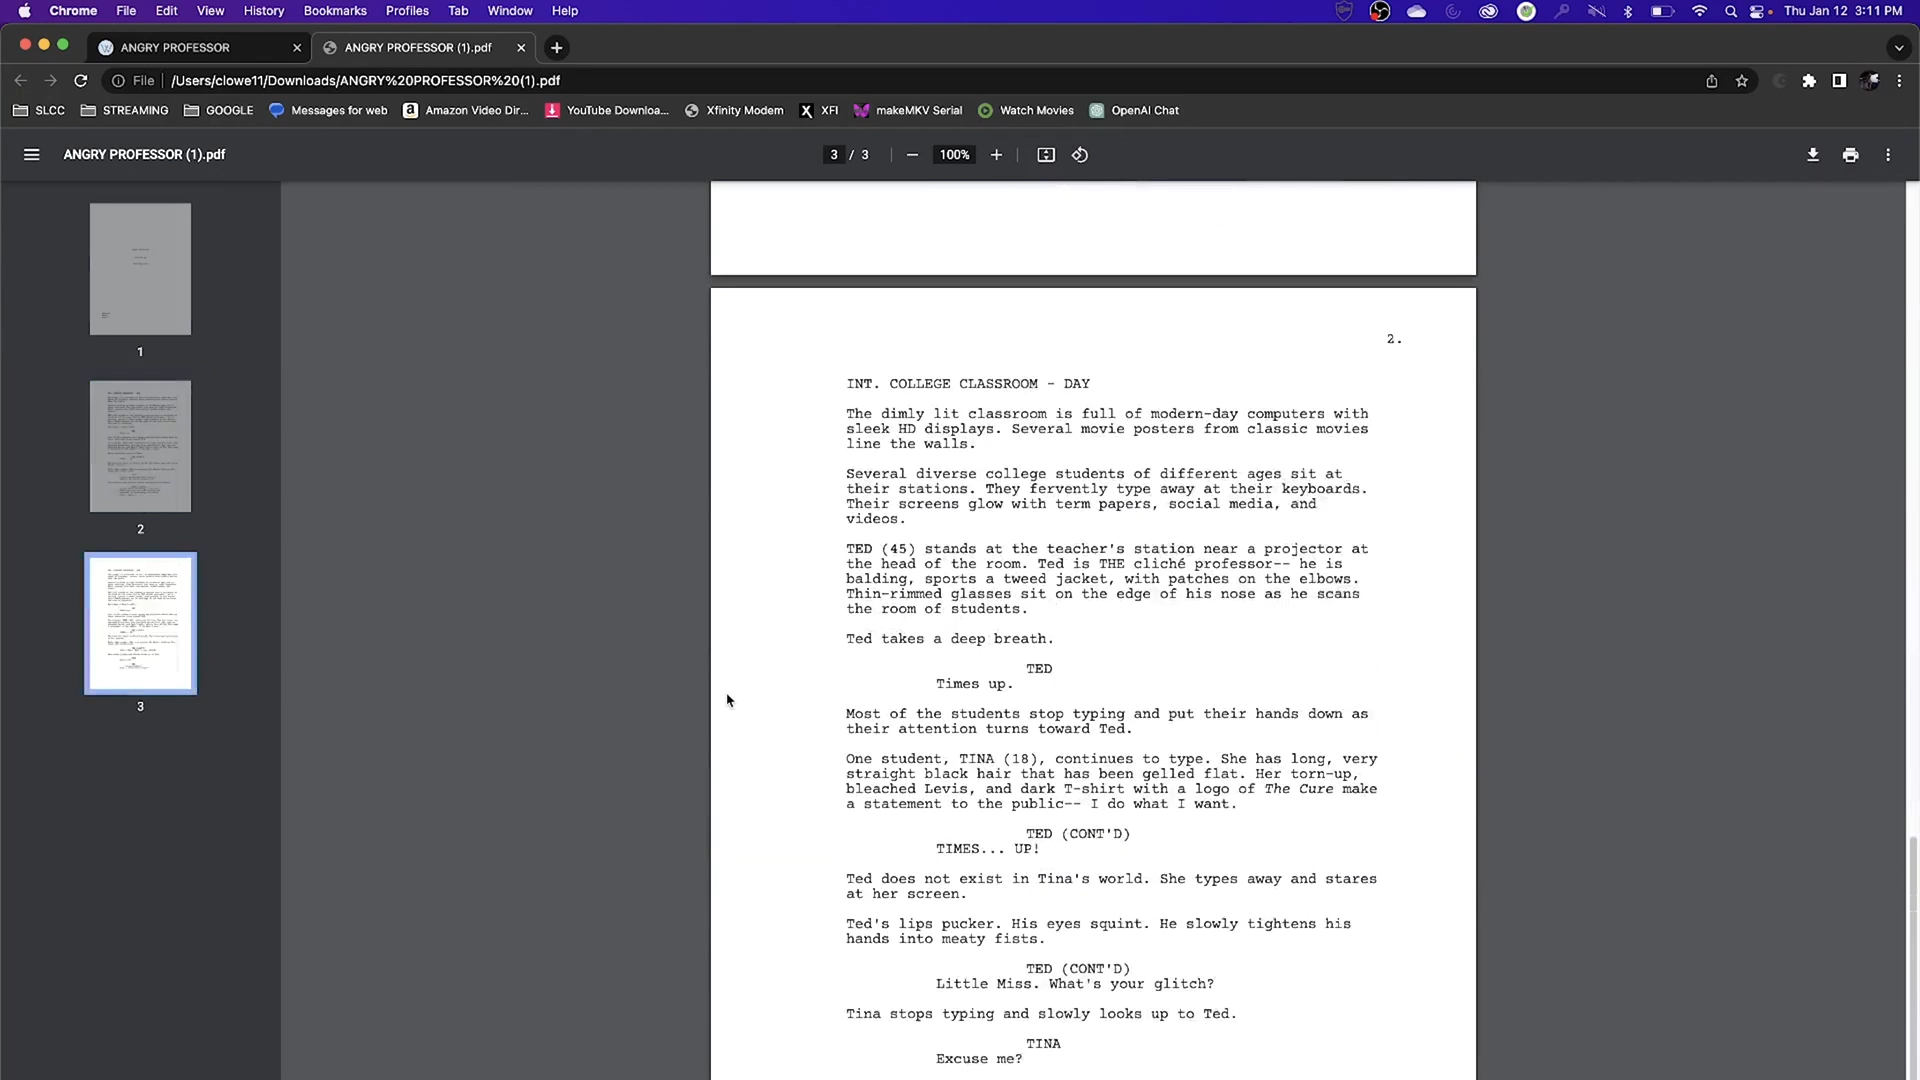 Chrome File Edit View History Bookmarks Profiles Tab Window Help Thu Jan 12 3:11 PM
ANGRY PROFESSOR ANGRY PROFESSOR (1).pdf
File /Users/clowe11/Downloads/ANGRY%20PROFESSOR%20(1).pdf
SLCC STREAMING GOOGLE Messages for web Amazon Video Dir... YouTube Downloa... Xfinity Modem XFI makeMKV Serial Watch Movies OpenAI Chat
ANGRY PROFESSOR (1).pdf 3 / 3 100%
1
2
3
2.
INT. COLLEGE CLASSROOM - DAY
The dimly lit classroom is full of modern-day computers with
sleek HD displays. Several movie posters from classic movies
line the walls.
Several diverse college students of different ages sit at
their stations. They fervently type away at their keyboards.
Their screens glow with term papers, social media, and
videos.
TED (45) stands at the teacher's station near a projector at
the head of the room. Ted is THE cliché professor-- he is
balding, sports a tweed jacket, with patches on the elbows.
Thin-rimmed glasses sit on the edge of his nose as he scans
the room of students.
Ted takes a deep breath.
TED
Times up.
Most of the students stop typing and put their hands down as
their attention turns toward Ted.
One student, TINA (18), continues to type. She has long, very
straight black hair that has been gelled flat. Her torn-up,
bleached Levis, and dark T-shirt with a logo of The Cure make
a statement to the public-- I do what I want.
TED (CONT'D)
TIMES... UP!
Ted does not exist in Tina's world. She types away and stares
at her screen.
Ted's lips pucker. His eyes squint. He slowly tightens his
hands into meaty fists.
TED (CONT'D)
Little Miss. What's your glitch?
Tina stops typing and slowly looks up to Ted.
TINA
Excuse me?